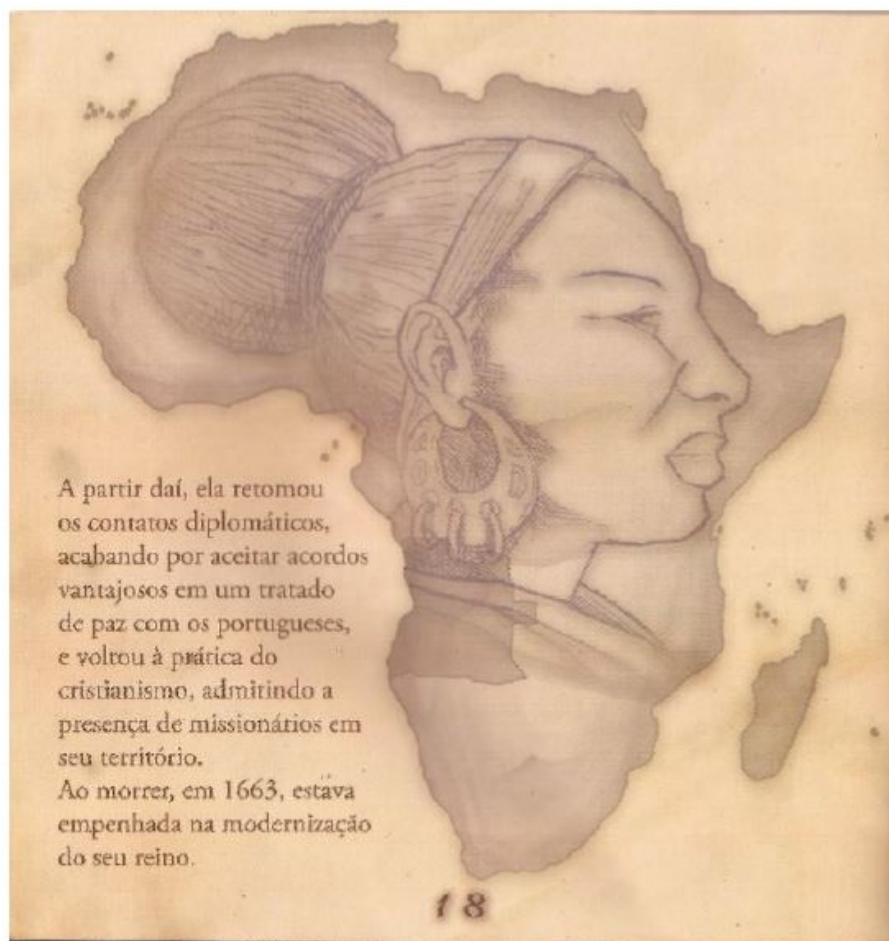 A partir daí, ela retomou
os contatos diplomáticos,
acabando por aceitar acordos
vantajosos em um tratado
de paz com os portugueses,
e voltou à prática do
cristianismo, admitindo a
presença de missionários em
seu território.
Ao morrer, em 1663, estava
empenhada na modernização
do seu reino.
18